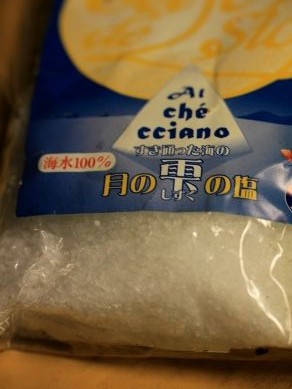 Al
ché
cciano
すき通った海の
海水100%
月の雫の塩
しずく